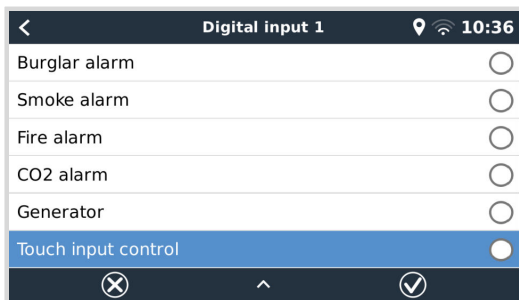 Digital input 1
10:36
Burglar alarm
Smoke alarm
Fire alarm
CO2 alarm
Generator
Touch input control